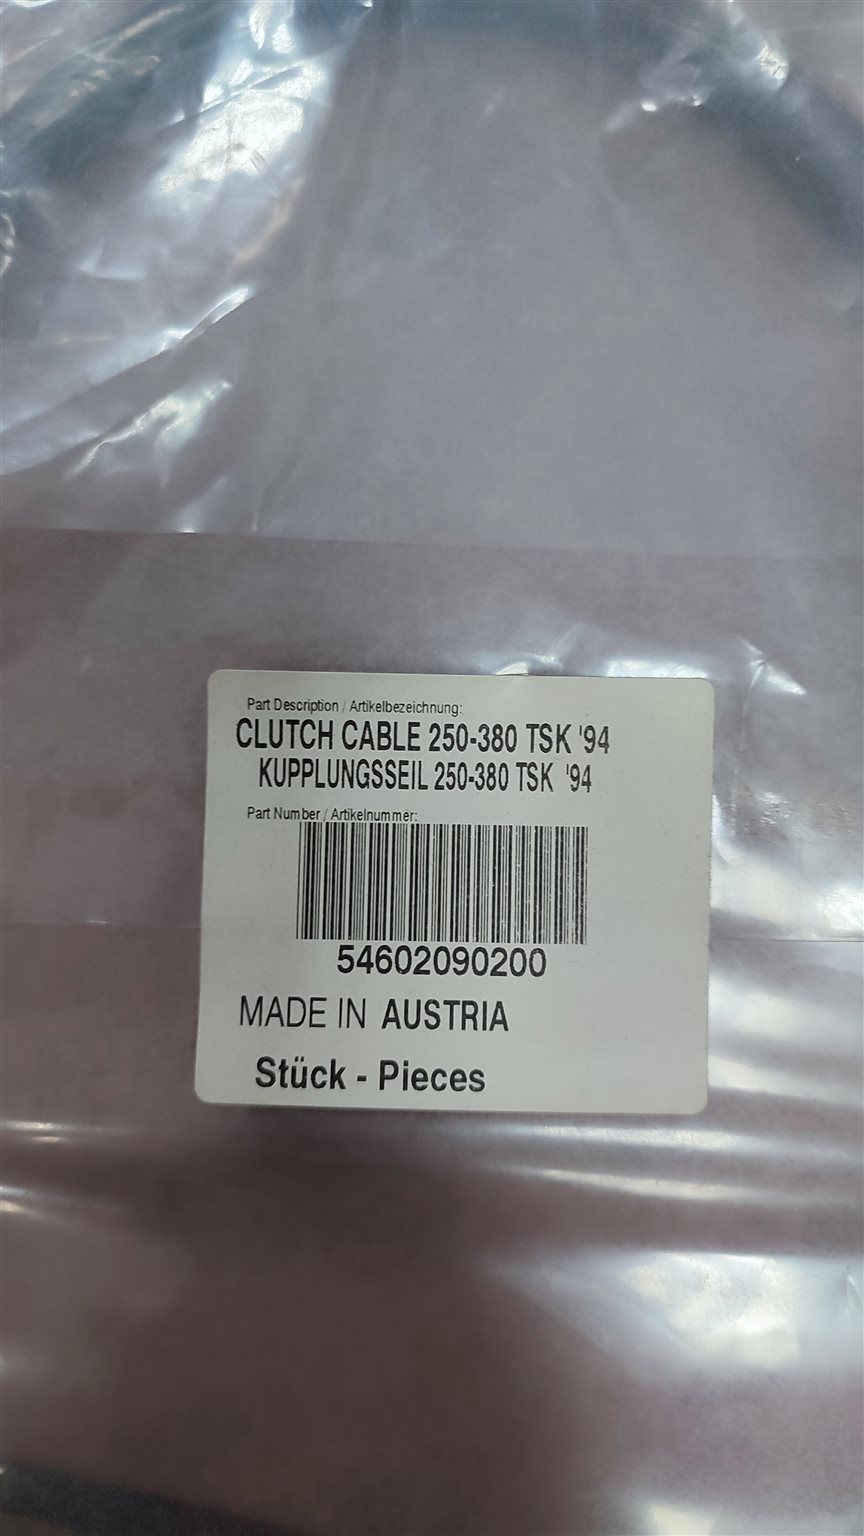 Part Description / Artikelbezeichnung:
CLUTCH CABLE 250-380 TSK '94
KUPPLUNGSSEIL 250-380 TSK '94
Part Number / Artikelnummer:
54602090200
MADE IN AUSTRIA
Stück - Pieces